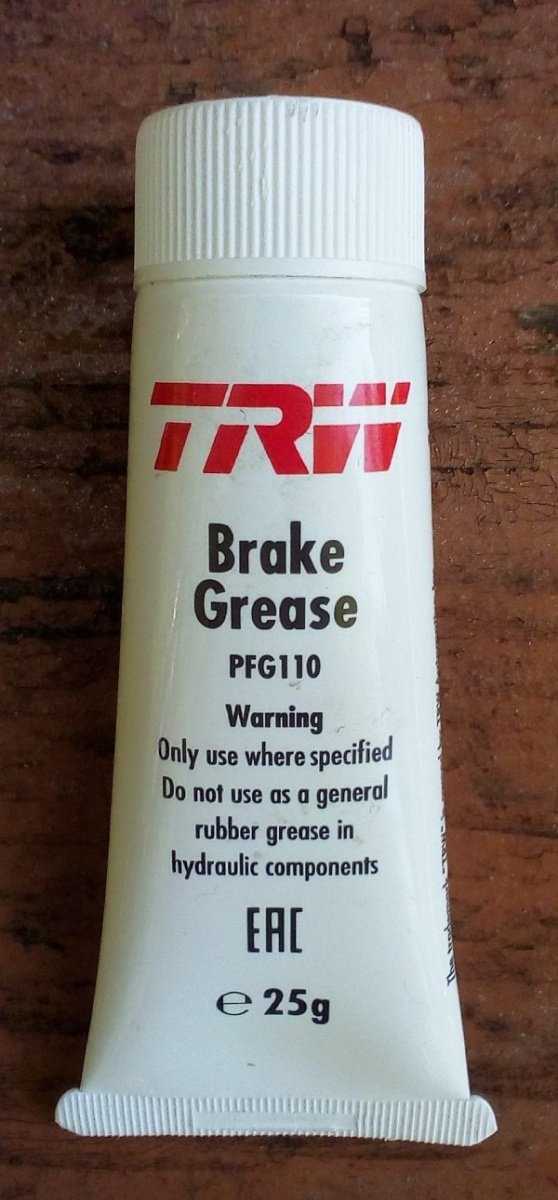 TRW
Brake
Grease
PFG110
Warning
Only use where specified
Do not use as a general
rubber grease in
hydraulic components
EAC
℮ 25g